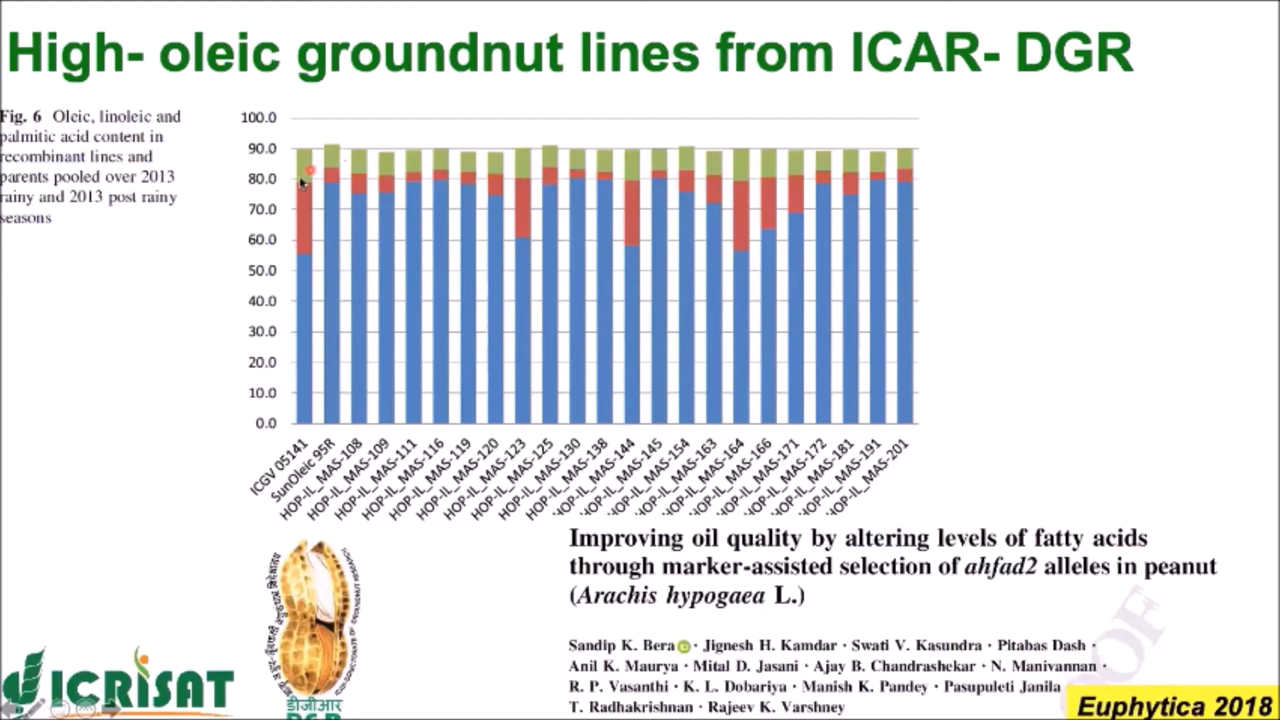 High- oleic groundnut lines from ICAR- DGR
Fig. 6 Oleic, linoleic and
palmitic acid content in
recombinant lines and
parents pooled over 2013
rainy and 2013 post rainy
seasons
100.0
90.0
80.0
70.0
60.0
50.0
40.0
30.0
20.0
10.0
0.0
ICGV 05141
SunOleic 95R
HOP-IL_MAS-108
HOP-IL_MAS-109
HOP-IL_MAS-111
HOP-IL_MAS-116
HOP-IL_MAS-119
HOP-IL_MAS-120
HOP-IL_MAS-123
HOP-IL_MAS-125
HOP-IL_MAS-130
HOP-IL_MAS-138
HOP-IL_MAS-144
HOP-IL_MAS-145
HOP-IL_MAS-154
HOP-IL_MAS-163
HOP-IL_MAS-164
HOP-IL_MAS-166
HOP-IL_MAS-171
HOP-IL_MAS-172
HOP-IL_MAS-181
HOP-IL_MAS-191
HOP-IL_MAS-201
Improving oil quality by altering levels of fatty acids
through marker-assisted selection of ahfad2 alleles in peanut
(Arachis hypogaea L.)
Sandip K. Bera · Jignesh H. Kamdar · Swati V. Kasundra · Pitabas Dash ·
Anil K. Maurya · Mital D. Jasani · Ajay B. Chandrashekar · N. Manivannan ·
R. P. Vasanthi · K. L. Dobariya · Manish K. Pandey · Pasupuleti Janila
T. Radhakrishnan · Rajeev K. Varshney
ICRISAT
डीजीआर
DGR
Euphytica 2018